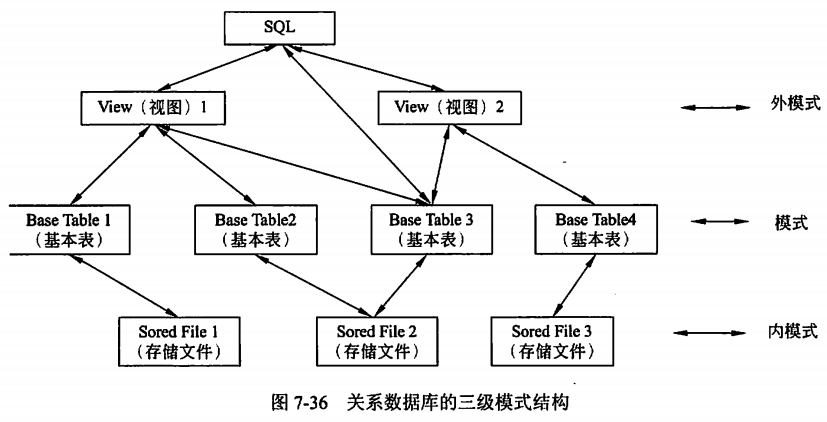 SQL
View（视图）1
View（视图）2
外模式
Base Table 1
（基本表）
Base Table2
（基本表）
Base Table 3
（基本表）
Base Table4
（基本表）
模式
Sored File 1
（存储文件）
Sored File 2
（存储文件）
Sored File 3
（存储文件）
内模式
图 7-36 关系数据库的三级模式结构